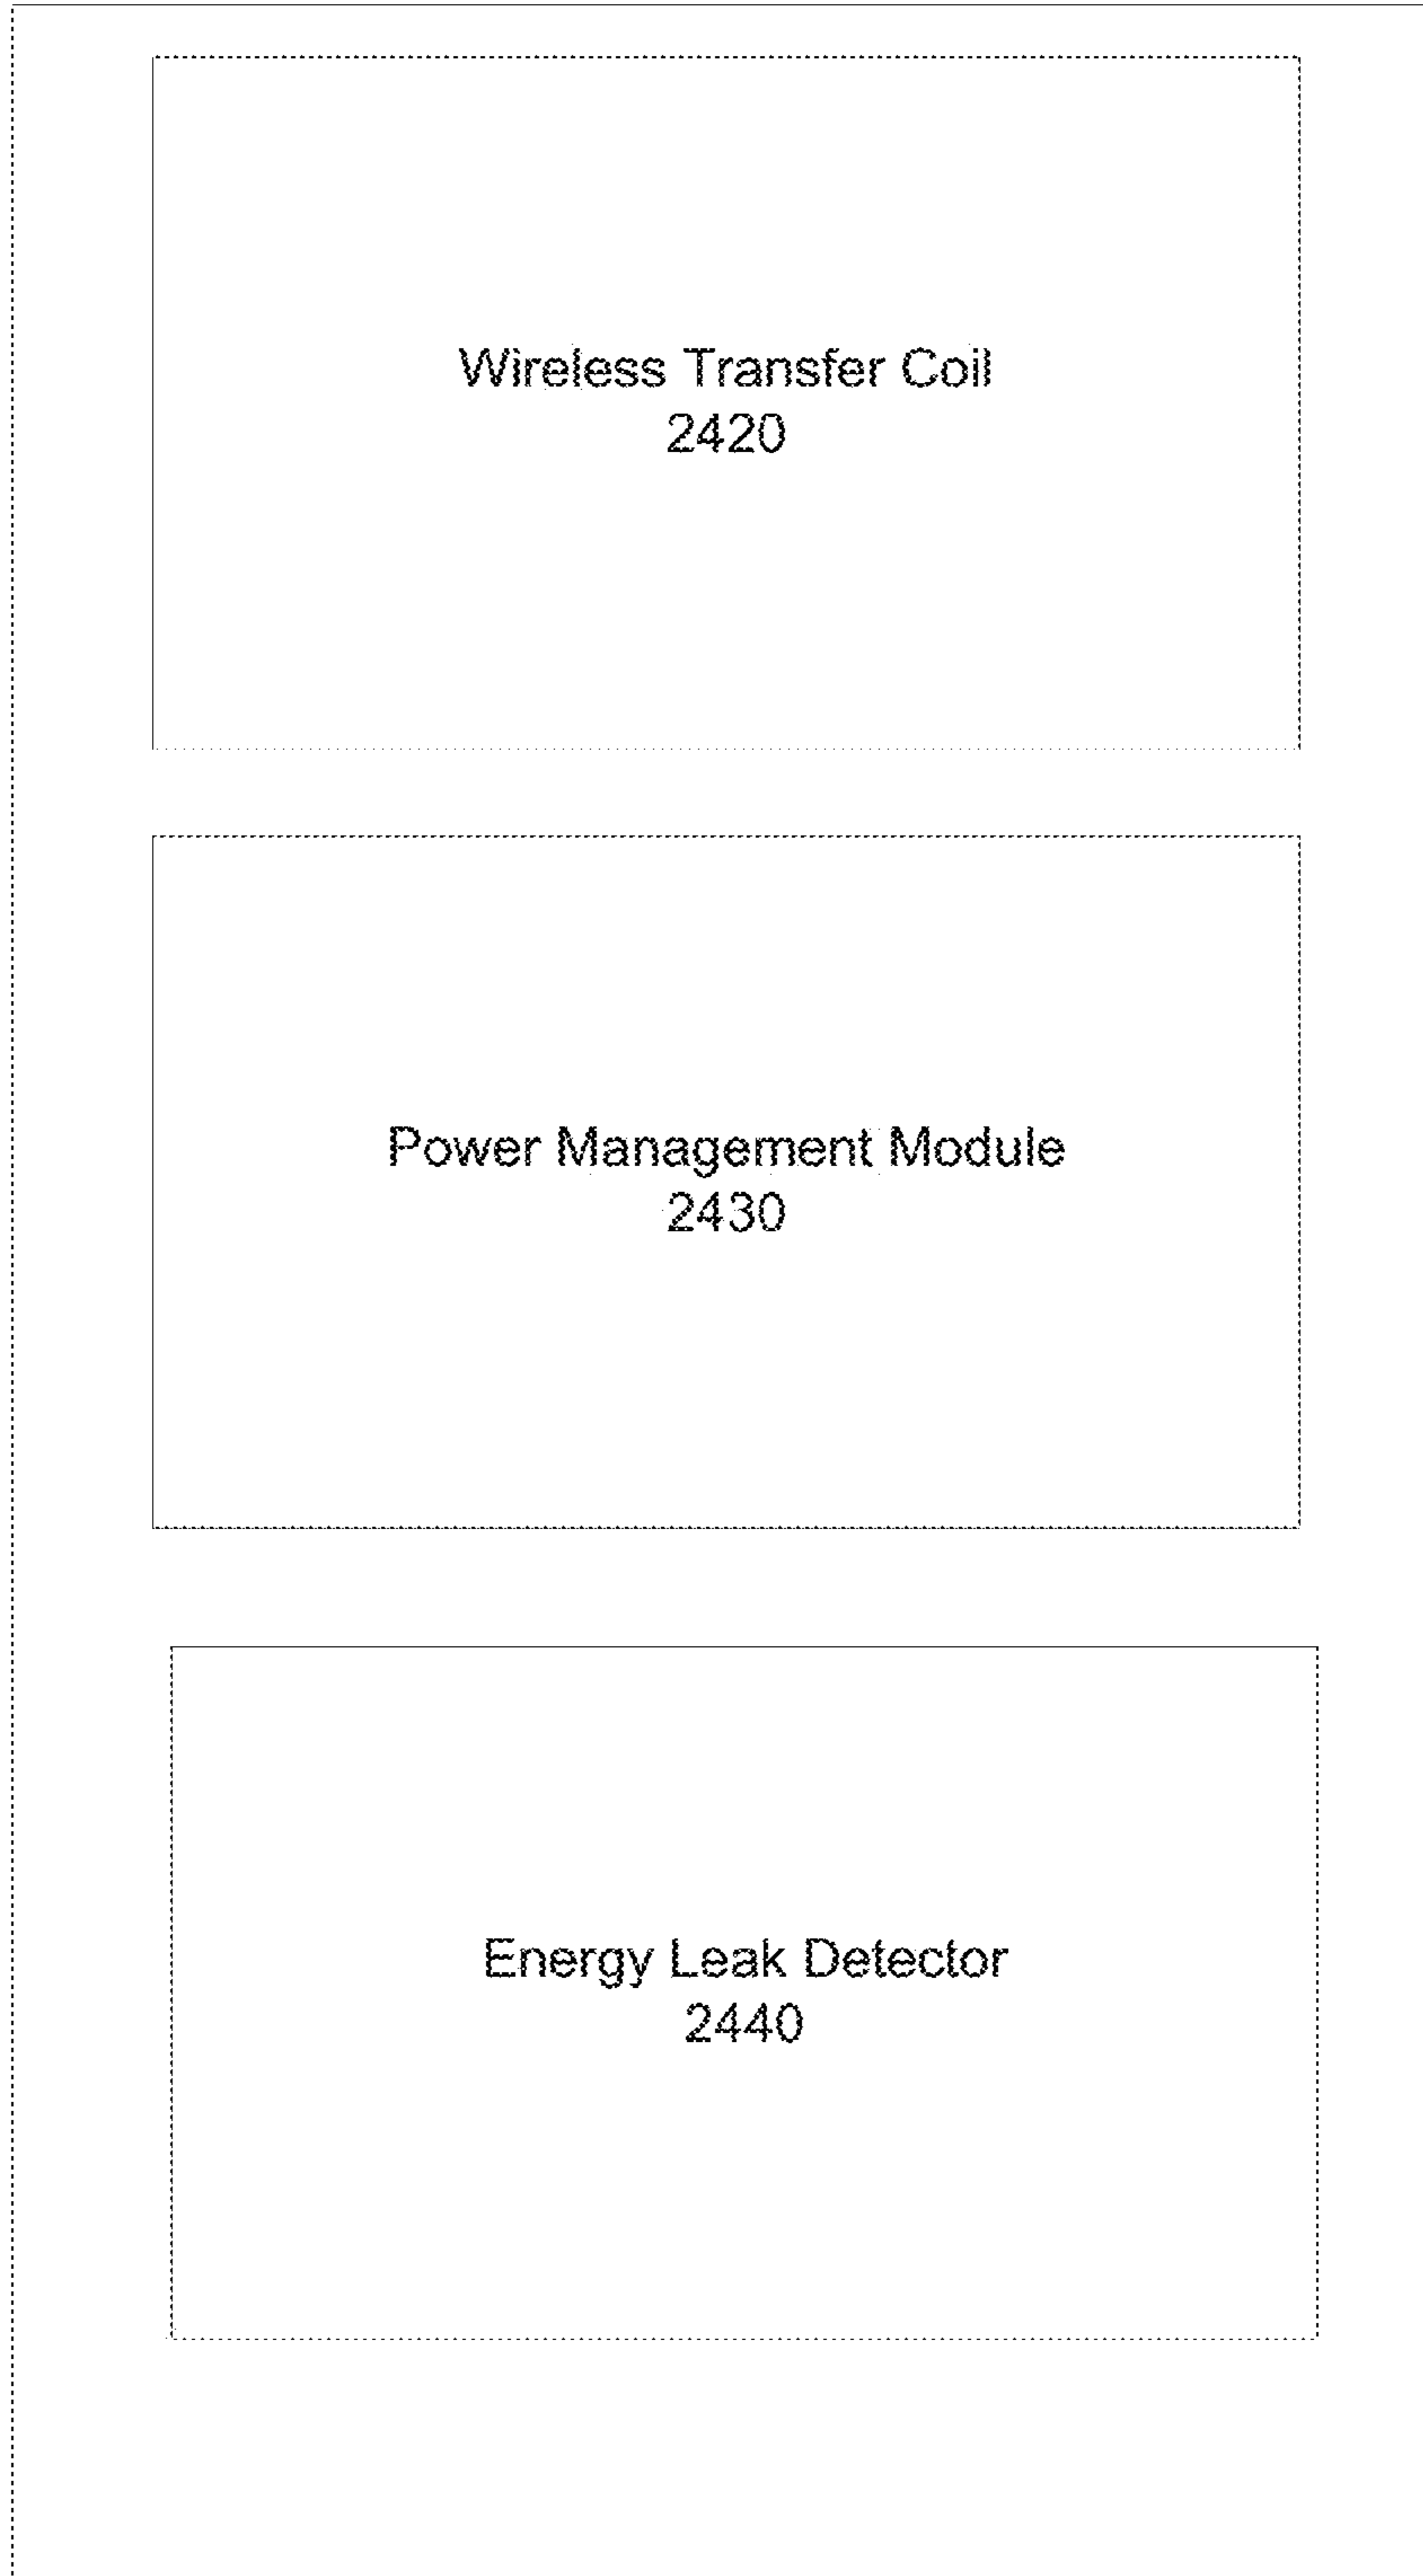 Wireless Transfer Coil
2420
Power Management Module
2430
Energy Leak Detector
2440